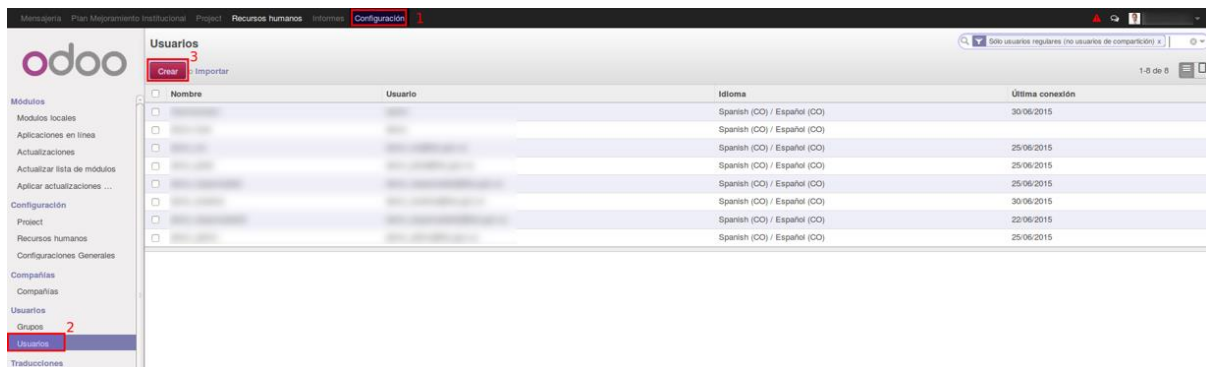 Mensajería Plan Mejoramiento Institucional Project Recursos humanos Informes Configuración 1
odoo
Usuarios
Sólo usuarios regulares (no usuarios de compartición) x
3
Crear o Importar
1-8 de 8
Nombre Usuario Idioma Última conexión
Spanish (CO) / Español (CO) 30/06/2015
Spanish (CO) / Español (CO)
Spanish (CO) / Español (CO) 25/06/2015
Spanish (CO) / Español (CO) 25/06/2015
Spanish (CO) / Español (CO) 25/06/2015
Spanish (CO) / Español (CO) 30/06/2015
Spanish (CO) / Español (CO) 22/06/2015
Spanish (CO) / Español (CO) 25/06/2015
Módulos
Modulos locales
Aplicaciones en línea
Actualizaciones
Actualizar lista de módulos
Aplicar actualizaciones ...
Configuración
Project
Recursos humanos
Configuraciones Generales
Compañías
Compañías
Usuarios
Grupos 2
Usuarios
Traducciones